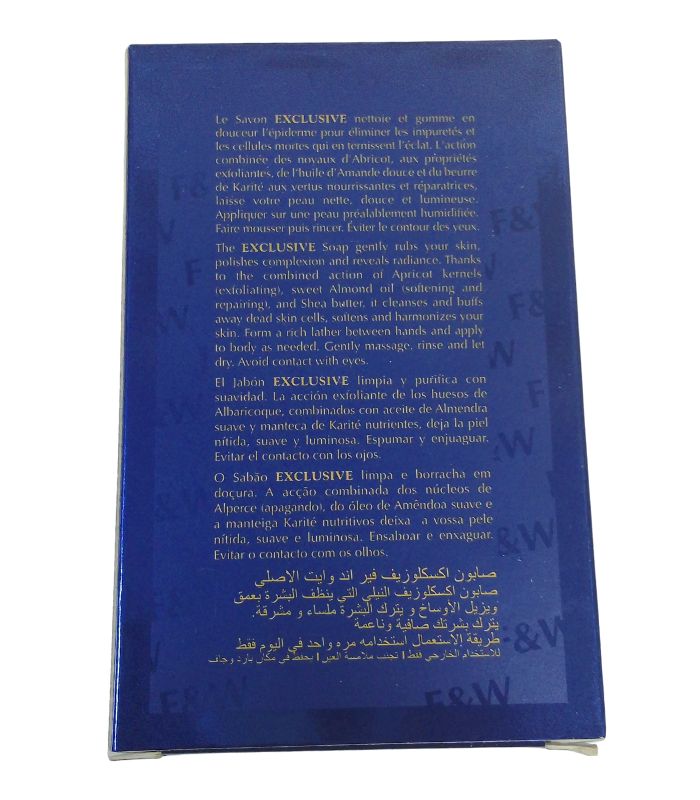 Le Savon EXCLUSIVE nettoie et gomme en
douceur l'épiderme pour éliminer les impuretés et
les cellules mortes qui en ternissent l'éclat. L'action
combinée des noyaux d'Abricot, aux propriétés
exfoliantes, de l'huile d'Amande douce et du beurre
de Karité aux vertus nourrissantes et réparatrices,
laisse votre peau nette, douce et lumineuse.
Appliquer sur une peau préalablement humidifiée.
Faire mousser puis rincer. Éviter le contour des yeux.
The EXCLUSIVE Soap gently rubs your skin,
polishes complexion and reveals radiance. Thanks
to the combined action of Apricot kernels
(exfoliating), sweet Almond oil (softening and
repairing), and Shea butter, it cleanses and buffs
away dead skin cells, softens and harmonizes your
skin. Form a rich lather between hands and apply
to body as needed. Gently massage, rinse and let
dry. Avoid contact with eyes.
El Jabón EXCLUSIVE limpia y purifica con
suavidad. La acción exfoliante de los huesos de
Albaricoque, combinados con aceite de Almendra
suave y manteca de Karité nutrientes, deja la piel
nítida, suave y luminosa. Espumar y enjuaguar.
Evitar el contacto con los ojos.
O Sabão EXCLUSIVE limpa e borracha em
doçura. A acção combinada dos núcleos de
Alperce (apagando), do óleo de Amêndoa suave e
a manteiga Karité nutritivos deixa a vossa pele
nítida, suave e luminosa. Ensaboar e enxaguar.
Evitar o contacto com os olhos.
صابون اكسكلوزيف فير اند وايت الاصلي
صابون اكسكلوزيف النيلي التي ينظف البشرة بعمق
ويزيل الأوساخ و يترك البشرة ملساء و مشرقة.
يترك بشرتك صافية وناعمة
طريقة الاستعمال استخدامه مره واحد في اليوم فقط
للاستخدام الخارجي فقط | تجنب ملامسة العين | يحفظ في مكان بارد وجاف
F&W
F&W
F&W
F&W
F&W
F&W
F&W